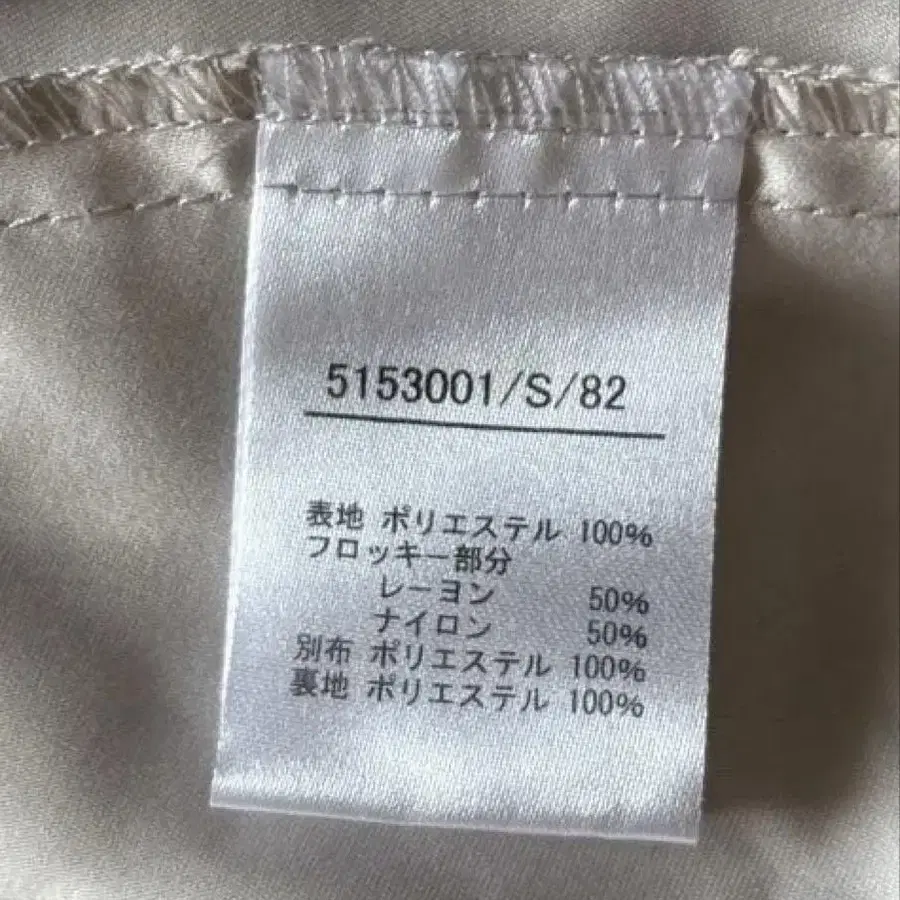 5153001/S/82
表地 ポリエステル 100%
フロッキー部分
レーヨン 50%
ナイロン 50%
別布 ポリエステル 100%
裏地 ポリエステル 100%